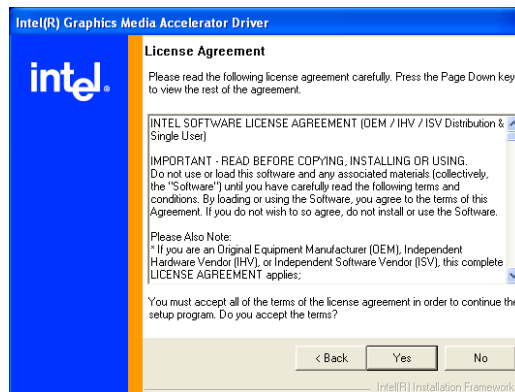 Intel(R) Graphics Media Accelerator Driver
intel.
License Agreement
Please read the following license agreement carefully. Press the Page Down key
to view the rest of the agreement.
INTEL SOFTWARE LICENSE AGREEMENT (OEM / IHV / ISV Distribution &
Single User)
IMPORTANT - READ BEFORE COPYING, INSTALLING OR USING.
Do not use or load this software and any associated materials (collectively,
the "Software") until you have carefully read the following terms and
conditions. By loading or using the Software, you agree to the terms of this
Agreement. If you do not wish to so agree, do not install or use the Software.
Please Also Note:
* If you are an Original Equipment Manufacturer (OEM), Independent
Hardware Vendor (IHV), or Independent Software Vendor (ISV), this complete
LICENSE AGREEMENT applies;
You must accept all of the terms of the license agreement in order to continue the
setup program. Do you accept the terms?
< Back Yes No
Intel(R) Installation Framework